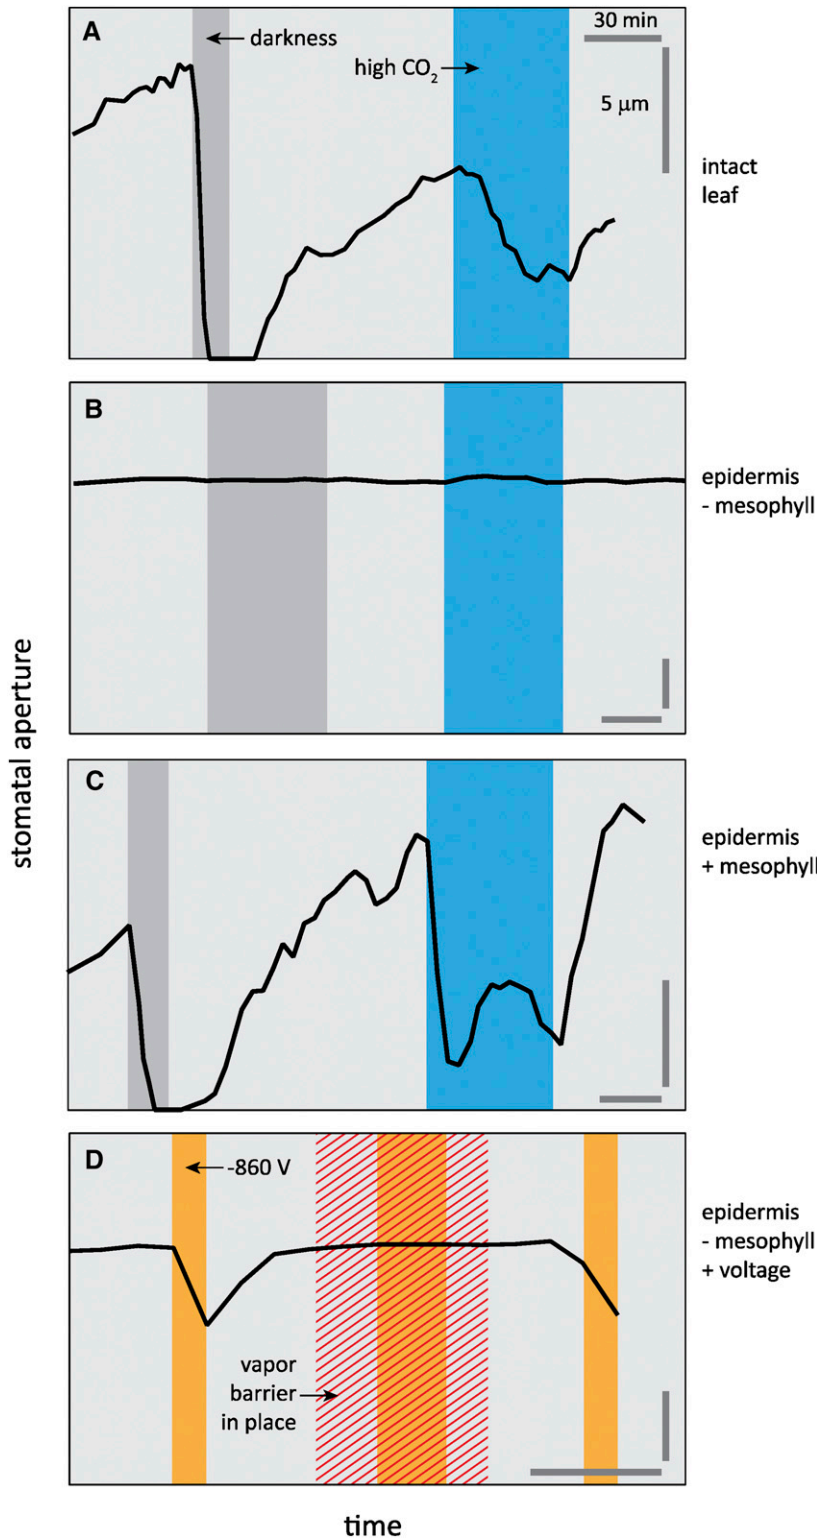 A
darkness
high CO₂
30 min
5 µm
intact
leaf
B
epidermis
- mesophyll
stomatal aperture
C
epidermis
+ mesophyll
D
-860 V
epidermis
- mesophyll
+ voltage
vapor
barrier
in place
time